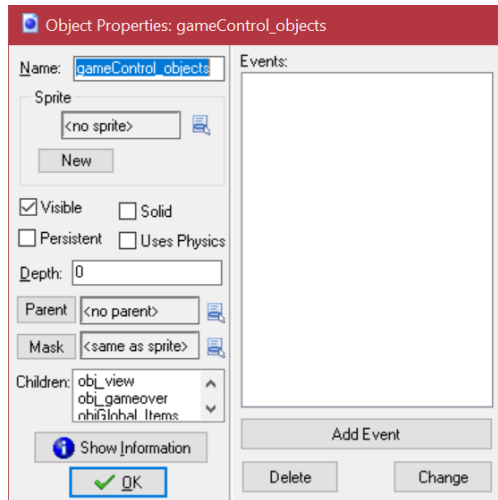 Object Properties: gameControl_objects
Name: gameControl_objects
Sprite
<no sprite>
New
Visible
Solid
Persistent
Uses Physics
Depth: 0
Parent <no parent>
Mask <same as sprite>
Children: obj_view
obj_gameover
objGlobal_Items
Show Information
OK
Events:
Add Event
Delete
Change